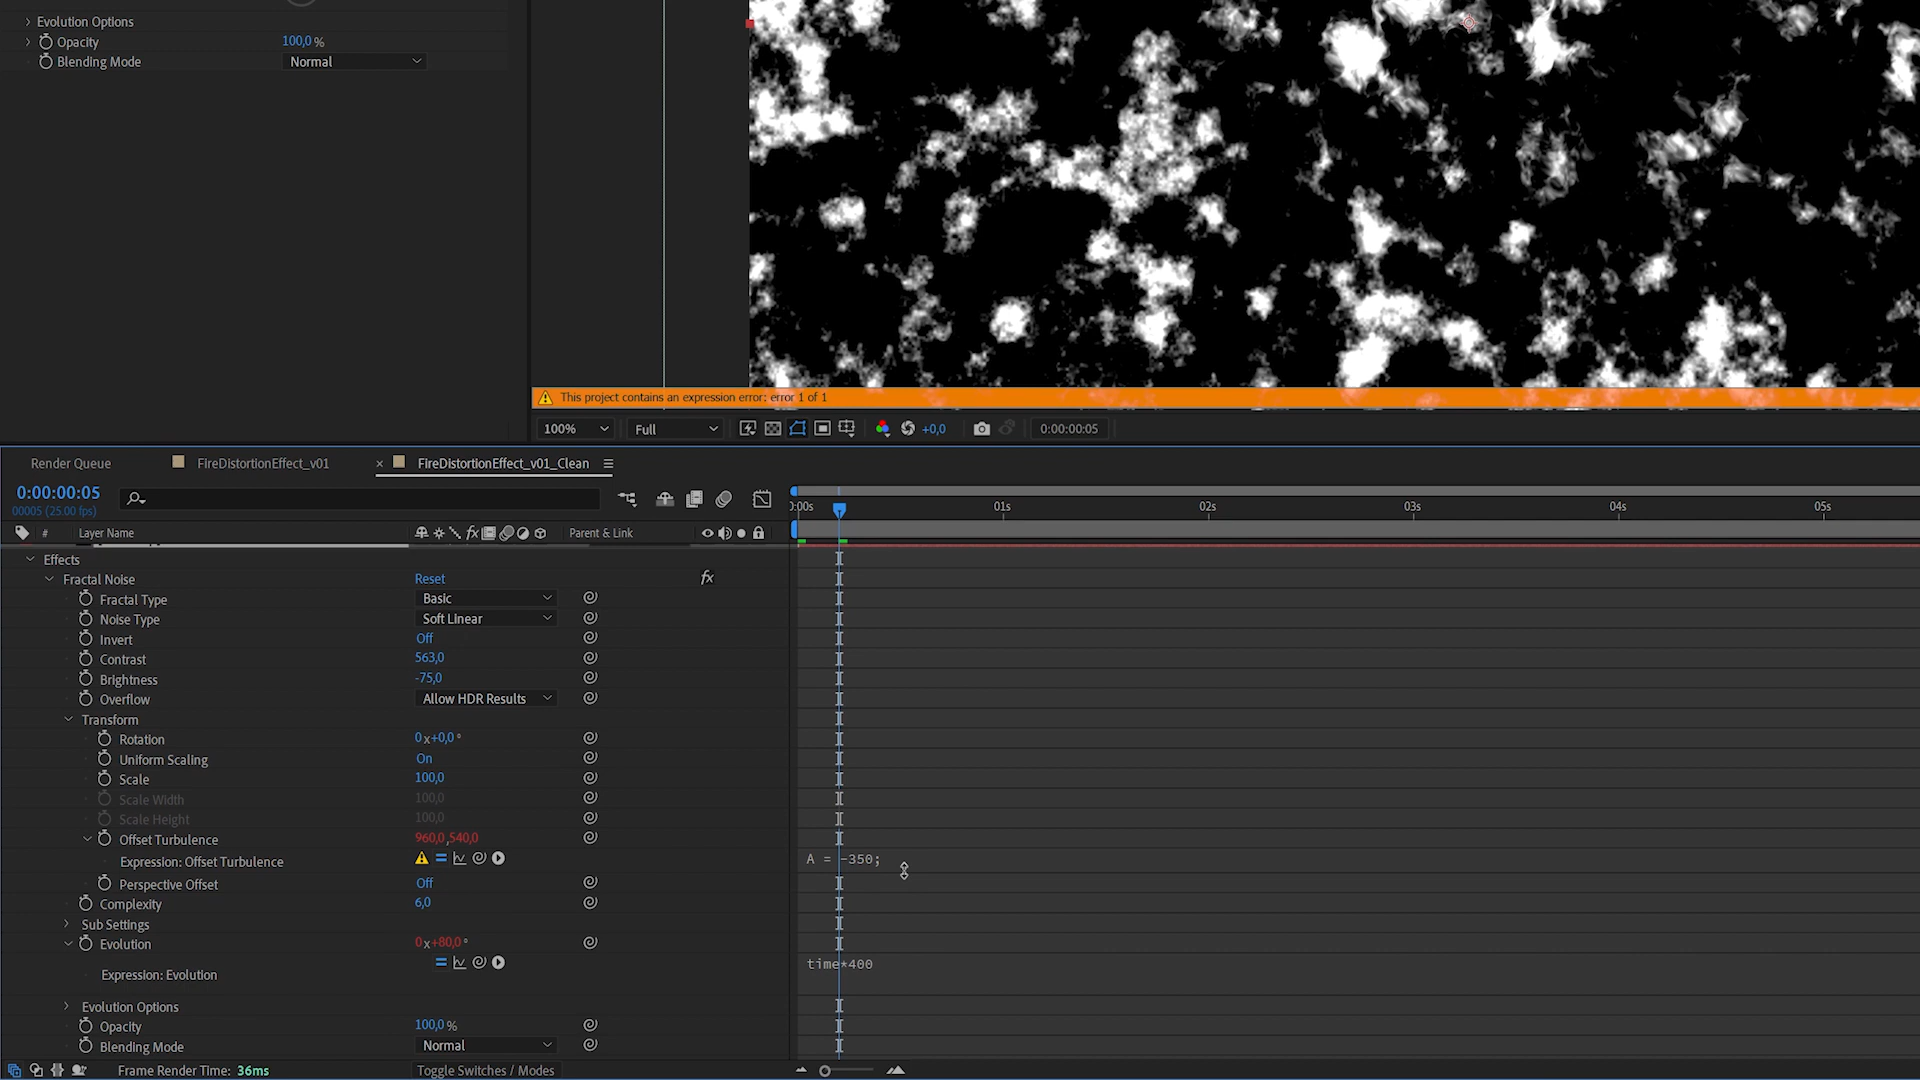 Evolution Options
Opacity 100,0 %
Blending Mode Normal
This project contains an expression error: error 1 of 1
100% Full +0,0 0:00:00:05
Render Queue FireDistortionEffect_v01 × FireDistortionEffect_v01_Clean
0:00:00:05
00005 (25.00 fps)
0:00s 01s 02s 03s 04s 05s
# Layer Name Parent & Link
Effects
Fractal Noise Reset fx
Fractal Type Basic
Noise Type Soft Linear
Invert Off
Contrast 563,0
Brightness -75,0
Overflow Allow HDR Results
Transform
Rotation 0x+0,0°
Uniform Scaling On
Scale 100,0
Scale Width 100,0
Scale Height 100,0
Offset Turbulence 960,0,540,0
Expression: Offset Turbulence A = -350;
Perspective Offset Off
Complexity 6,0
Sub Settings
Evolution 0x+80,0°
Expression: Evolution time*400
Evolution Options
Opacity 100,0 %
Blending Mode Normal
Frame Render Time: 36ms Toggle Switches / Modes